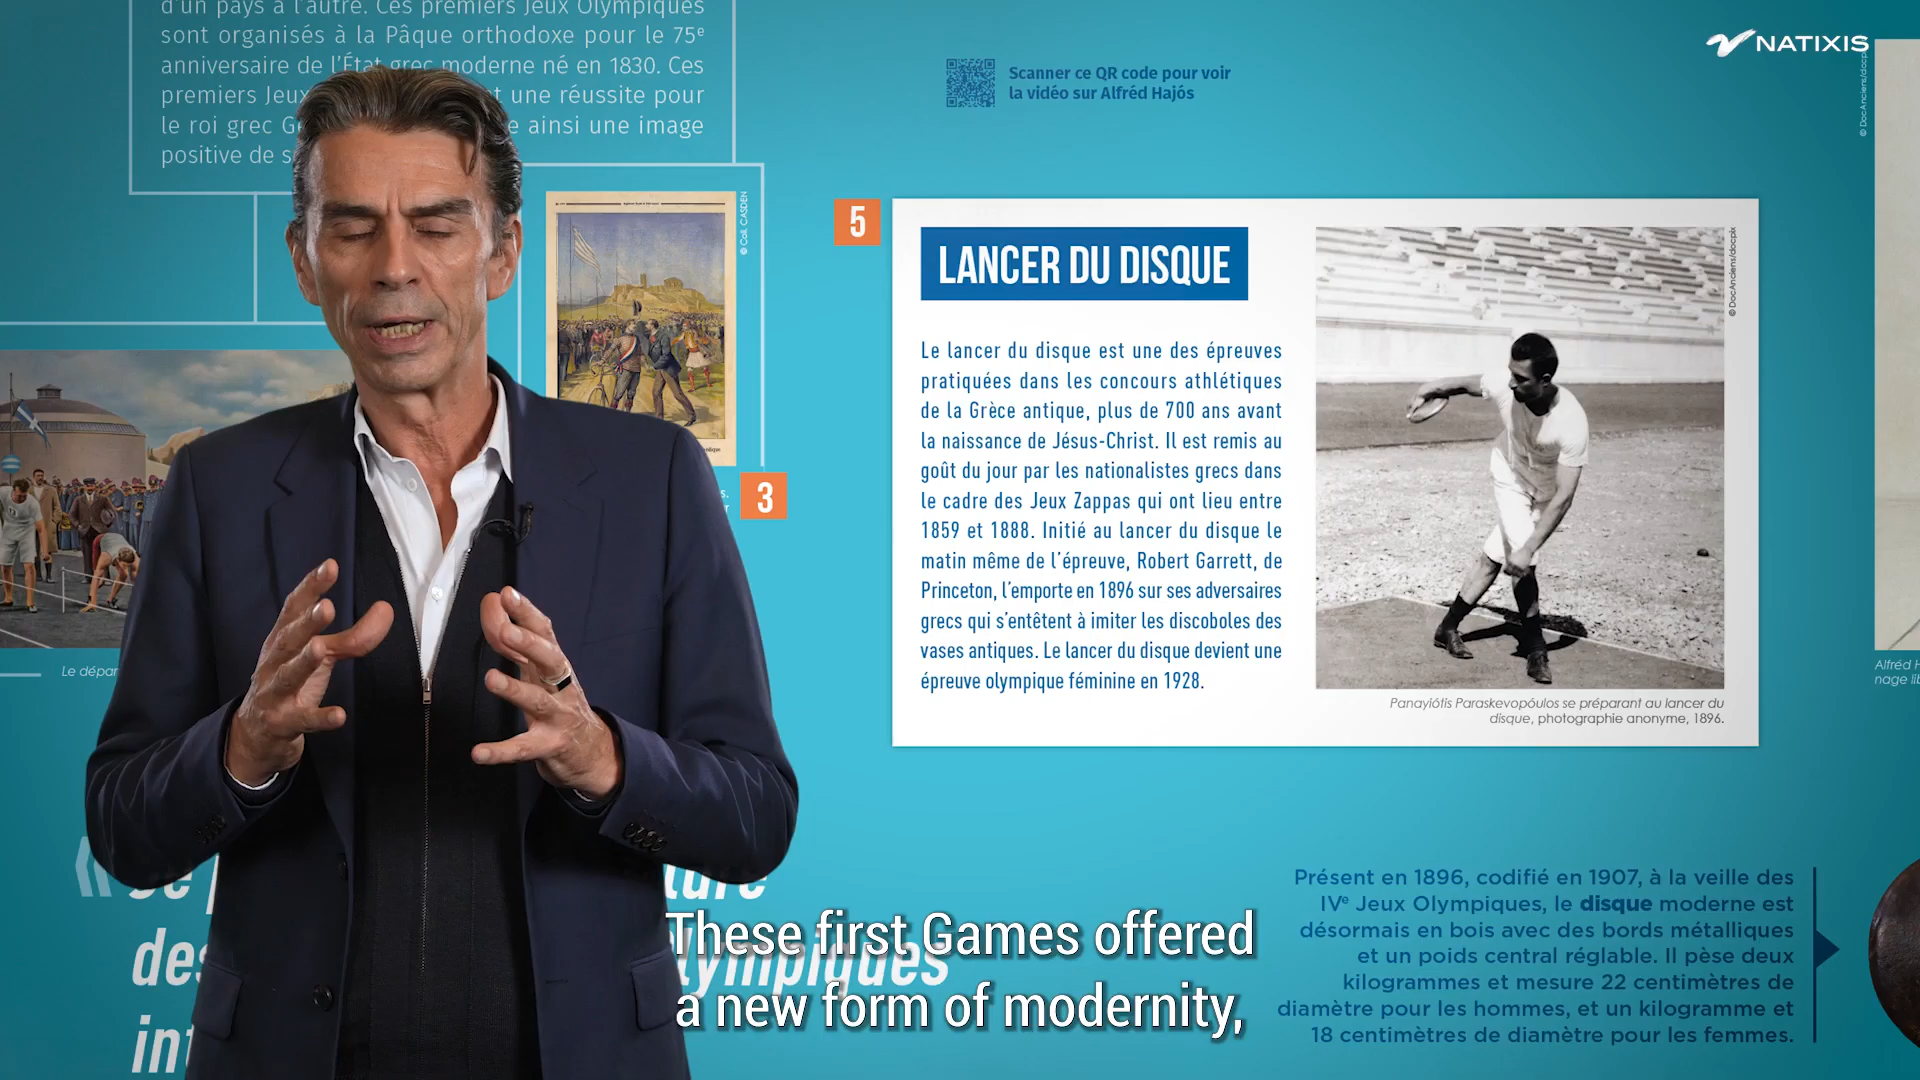 d'un pays à l'autre. Ces premiers Jeux Olympiques
sont organisés à la Pâque orthodoxe pour le 75e
anniversaire de l'État grec moderne né en 1830. Ces
premiers Jeux une réussite pour
le roi grec ainsi une image
positive de
© Coll. CASDEN
3
Le
Scanner ce QR code pour voir
la vidéo sur Alfréd Hajós
NATIXIS
© DocAnciens/docpix
5
LANCER DU DISQUE
Le lancer du disque est une des épreuves
pratiquées dans les concours athlétiques
de la Grèce antique, plus de 700 ans avant
la naissance de Jésus-Christ. Il est remis au
goût du jour par les nationalistes grecs dans
le cadre des Jeux Zappas qui ont lieu entre
1859 et 1888. Initié au lancer du disque le
matin même de l'épreuve, Robert Garrett, de
Princeton, l'emporte en 1896 sur ses adversaires
grecs qui s'entêtent à imiter les discoboles des
vases antiques. Le lancer du disque devient une
épreuve olympique féminine en 1928.
© DocAnciens/docpix
Panayiótis Paraskevopóulos se préparant au lancer du
disque, photographie anonyme, 1896.
Alfréd
Présent en 1896, codifié en 1907, à la veille des
IVe Jeux Olympiques, le disque moderne est
désormais en bois avec des bords métalliques
et un poids central réglable. Il pèse deux
kilogrammes et mesure 22 centimètres de
diamètre pour les hommes, et un kilogramme et
18 centimètres de diamètre pour les femmes.
«
These first Games offered
a new form of modernity,